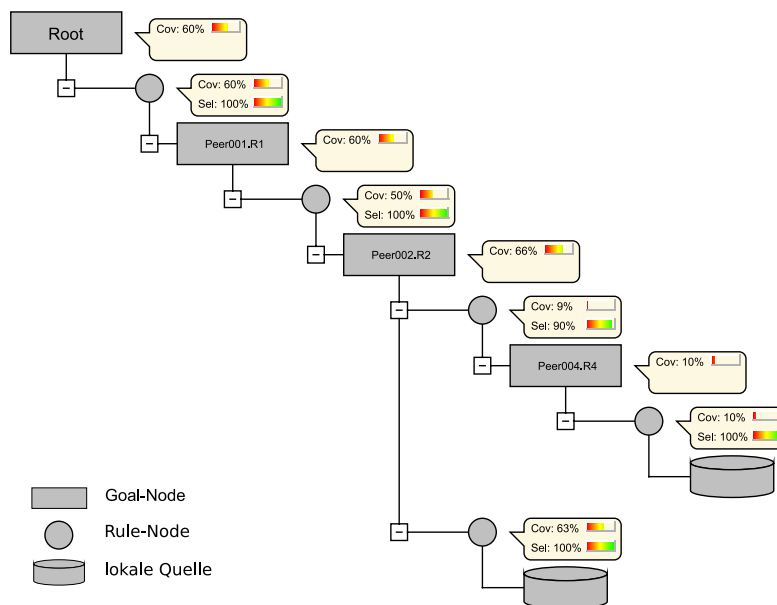 Root
Cov: 60%
Cov: 60%
Sel: 100%
Peer001.R1
Cov: 60%
Cov: 50%
Sel: 100%
Peer002.R2
Cov: 66%
Cov: 9%
Sel: 90%
Peer004.R4
Cov: 10%
Cov: 10%
Sel: 100%
Goal-Node
Rule-Node
lokale Quelle
Cov: 63%
Sel: 100%